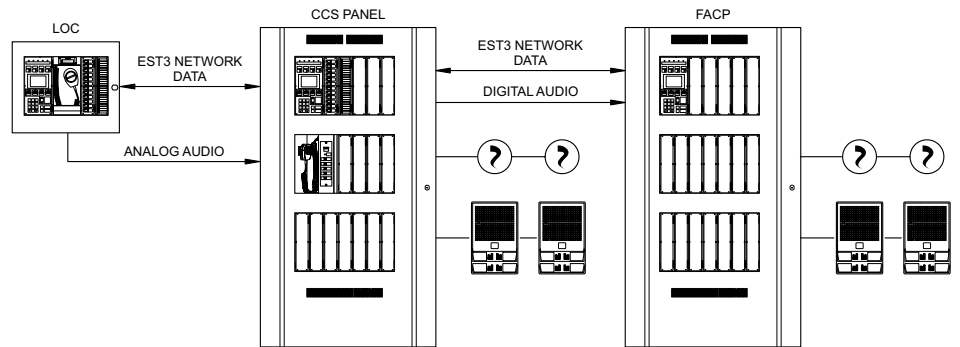 LOC
CCS PANEL
FACP
EST3 NETWORK
DATA
EST3 NETWORK
DATA
DIGITAL AUDIO
ANALOG AUDIO